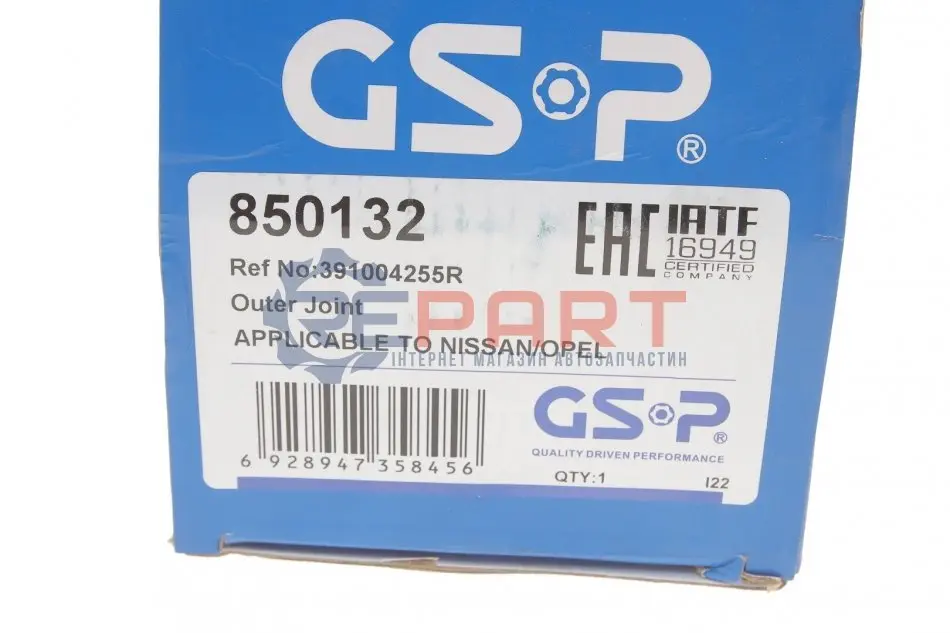 GSP®
850132
EAC
IATF
16949
CERTIFIED
COMPANY
Ref No:391004255R
Outer Joint
APPLICABLE TO NISSAN/OPEL
PEPART
ІНТЕРНЕТ МАГАЗИН АВТОЗАПЧАСТИН
6 928947 358456
GSP®
QUALITY DRIVEN PERFORMANCE
QTY:1
I22